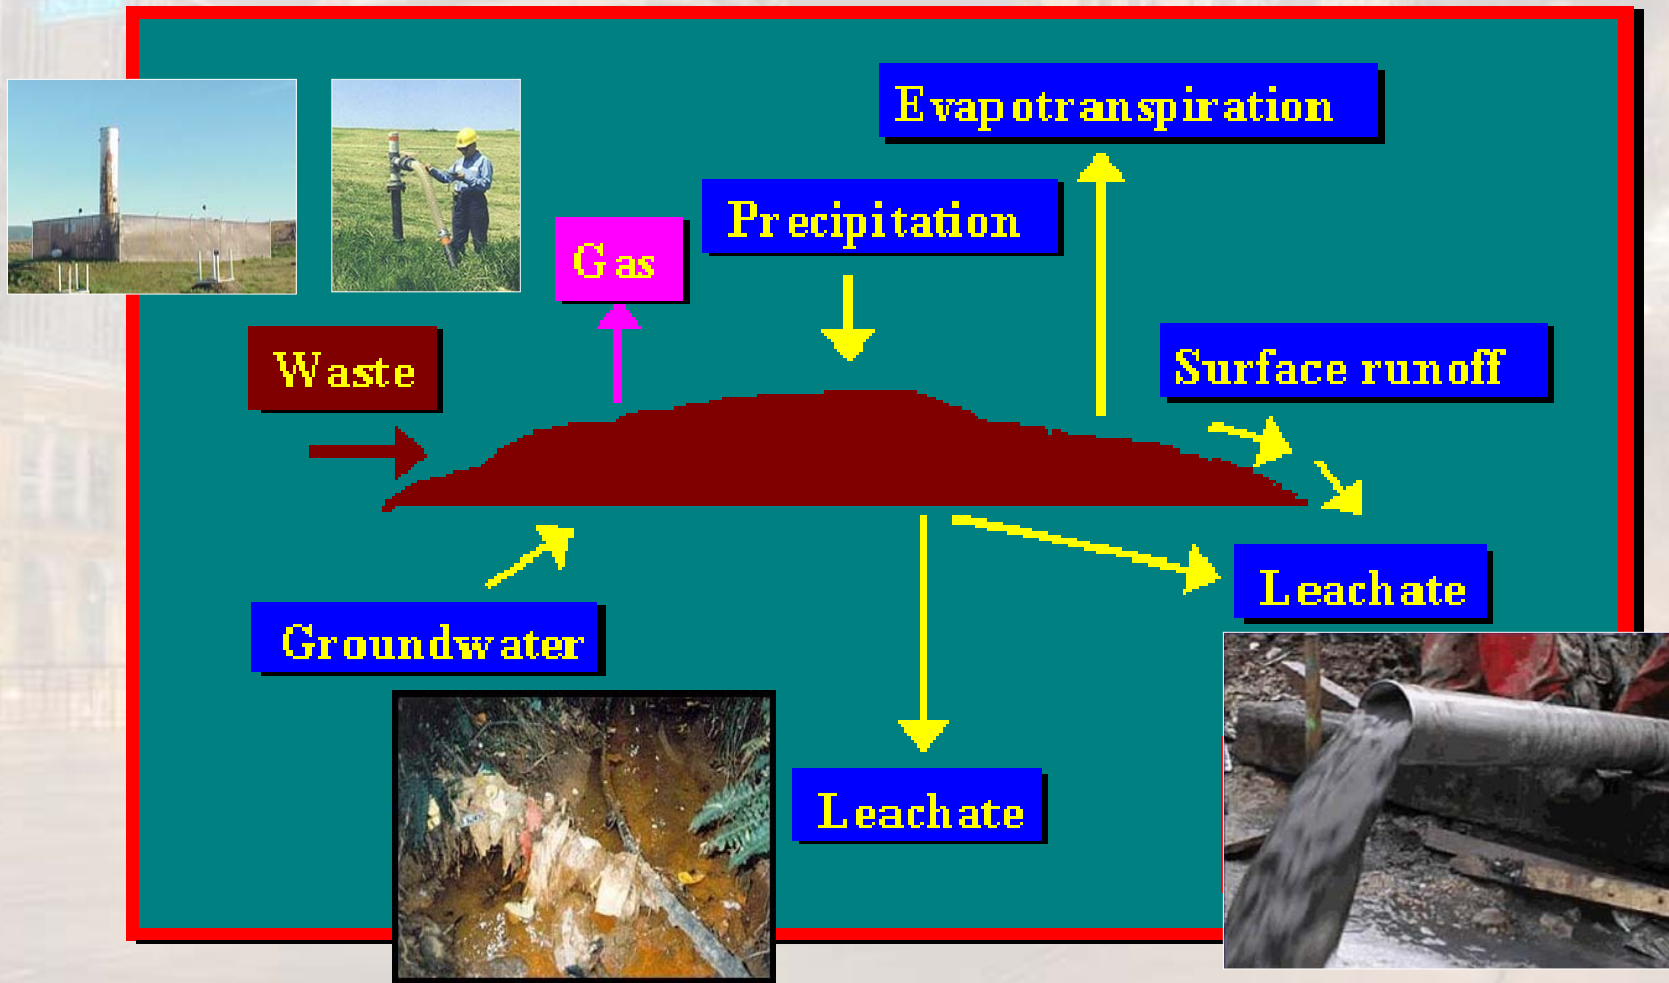 Evapotranspiration
Precipitation
Gas
Waste
Surface runoff
Leachate
Groundwater
Leachate